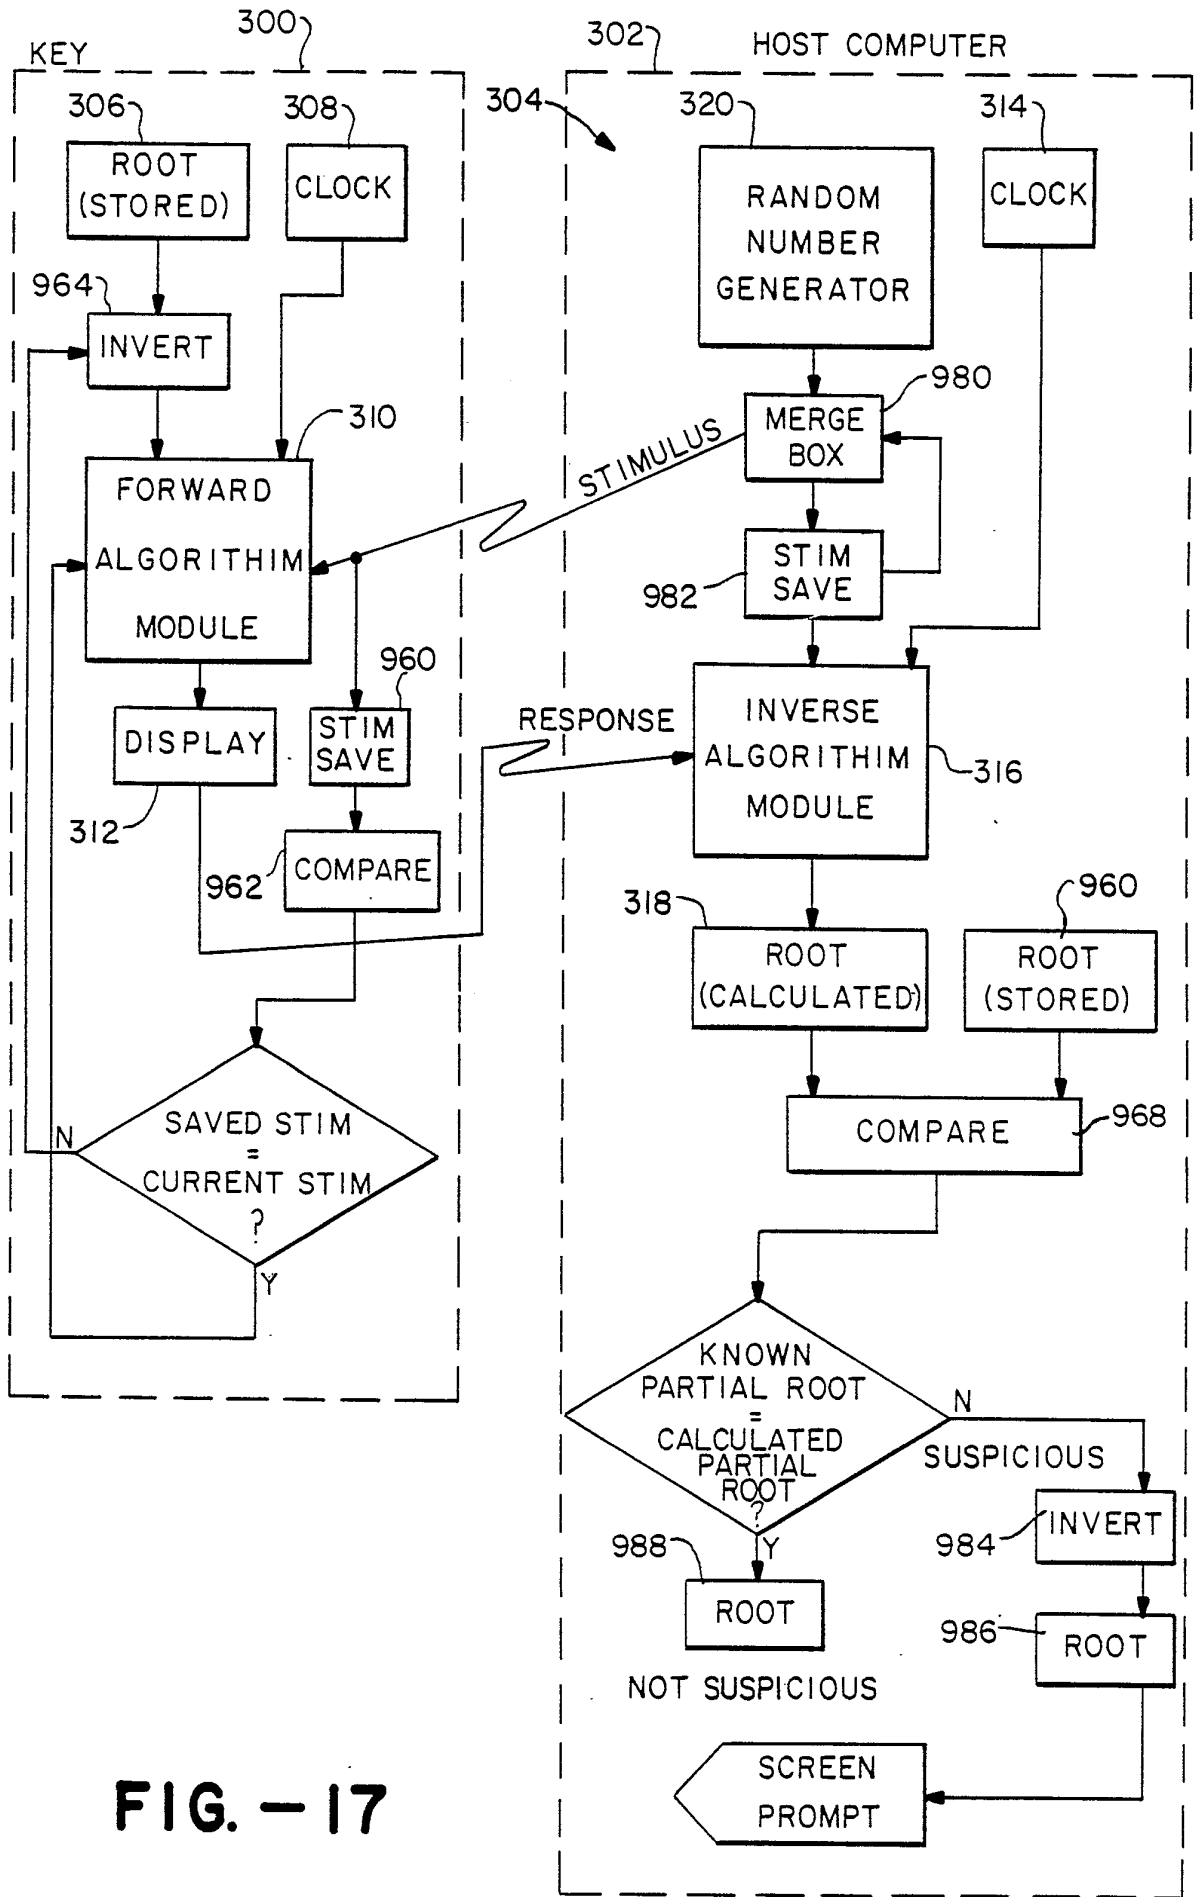 KEY
300
306
ROOT
(STORED)
308
CLOCK
964
INVERT
310
FORWARD
ALGORITHIM
MODULE
DISPLAY
312
960
STIM
SAVE
962
COMPARE
SAVED STIM
=
CURRENT STIM
?
N
Y
302
HOST COMPUTER
304
320
RANDOM
NUMBER
GENERATOR
314
CLOCK
980
MERGE
BOX
STIMULUS
STIM
SAVE
982
RESPONSE
INVERSE
ALGORITHIM
MODULE
316
318
ROOT
(CALCULATED)
960
ROOT
(STORED)
COMPARE
968
KNOWN
PARTIAL ROOT
=
CALCULATED
PARTIAL
ROOT
?
N
SUSPICIOUS
Y
984
INVERT
988
ROOT
986
ROOT
NOT SUSPICIOUS
SCREEN
PROMPT
FIG.-17